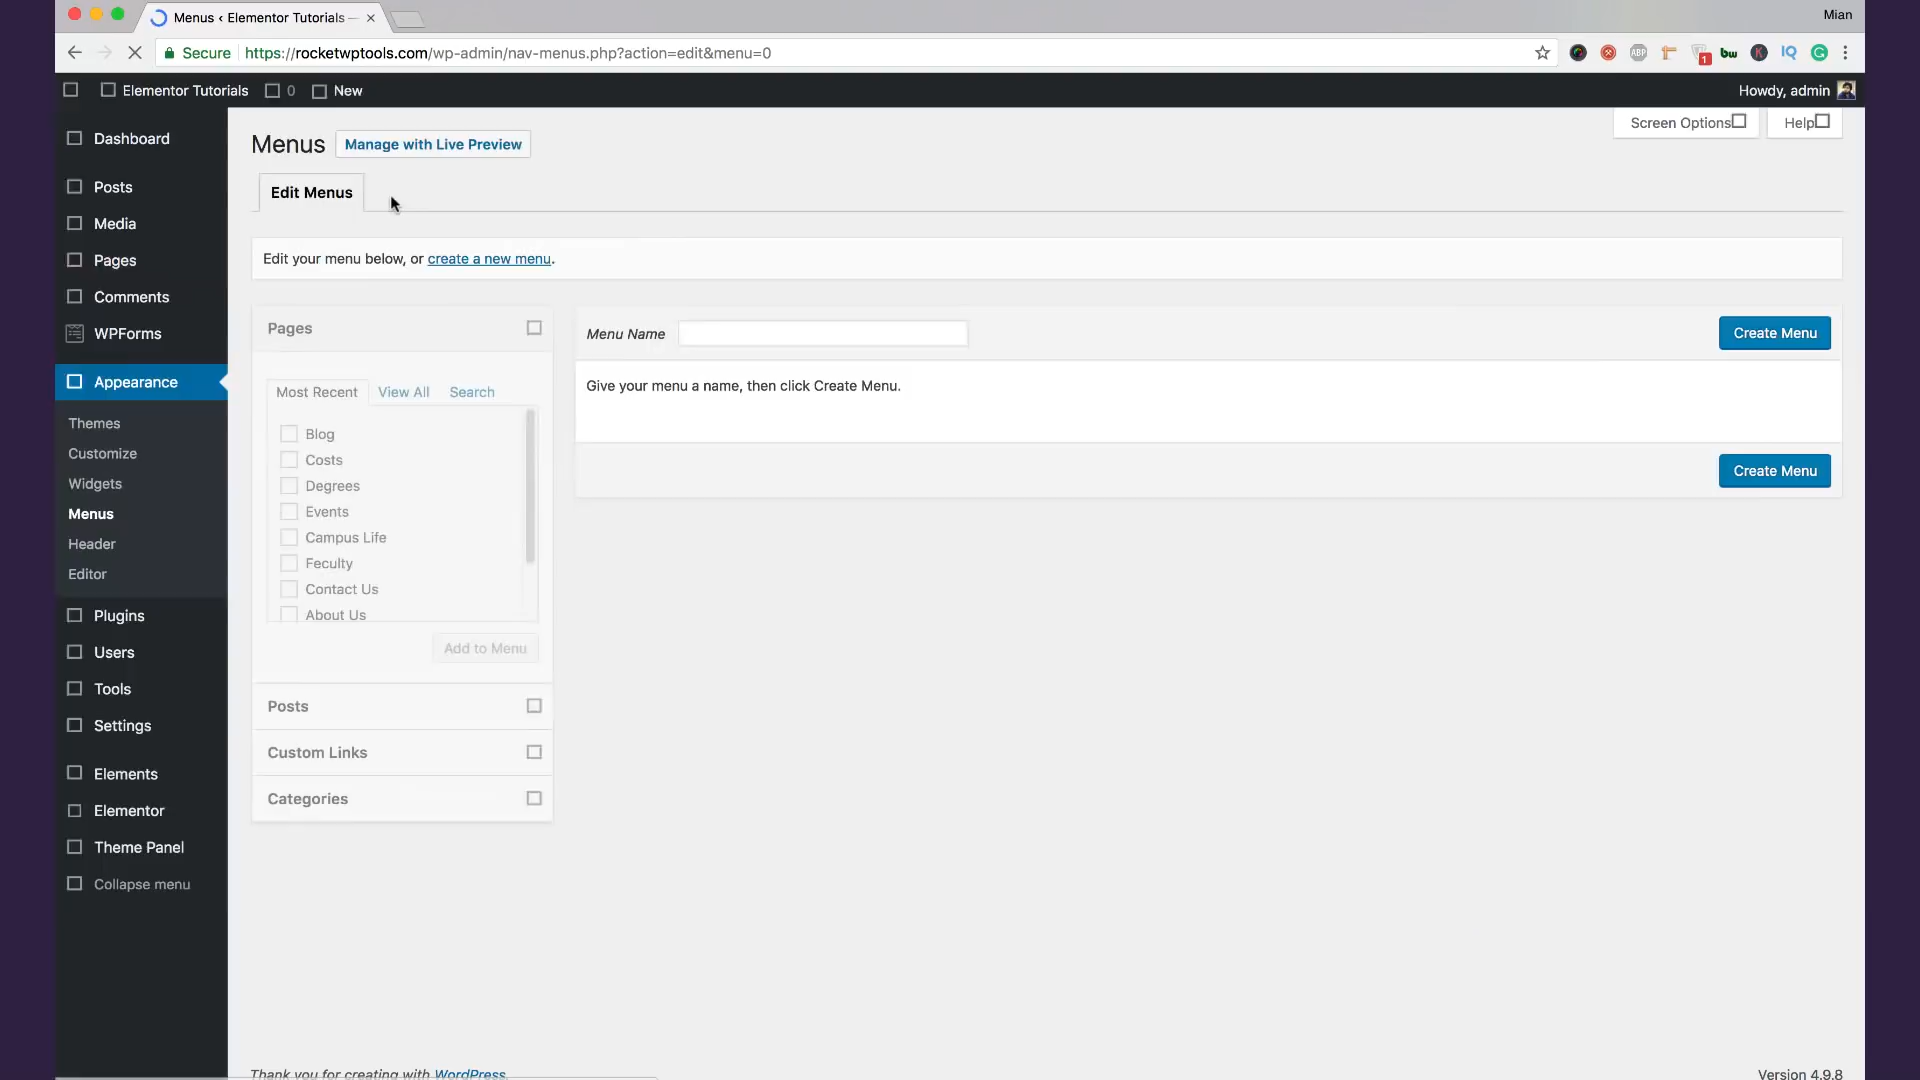 Menus ‹ Elementor Tutorials —
Mian
Secure https://rocketwptools.com/wp-admin/nav-menus.php?action=edit&menu=0
ABP
1
bw
K
IQ
G
Elementor Tutorials
0
New
Howdy, admin
Dashboard
Posts
Media
Pages
Comments
WPForms
Appearance
Themes
Customize
Widgets
Menus
Header
Editor
Plugins
Users
Tools
Settings
Elements
Elementor
Theme Panel
Collapse menu
Screen Options
Help
Menus
Manage with Live Preview
Edit Menus
Edit your menu below, or create a new menu.
Pages
Most Recent
View All
Search
Blog
Costs
Degrees
Events
Campus Life
Feculty
Contact Us
About Us
Add to Menu
Posts
Custom Links
Categories
Menu Name
Create Menu
Give your menu a name, then click Create Menu.
Create Menu
Thank you for creating with WordPress.
Version 4.9.8